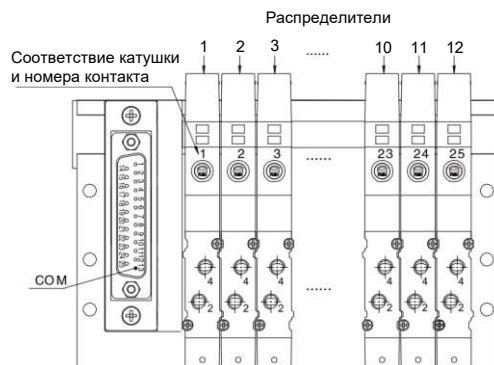 Распределители
1 2 3 ...... 10 11 12
Соответствие катушки
и номера контакта
1 2 3 ...... 23 24 25
COM
4 4 4 4 4 4
2 2 2 ...... 2 2 2